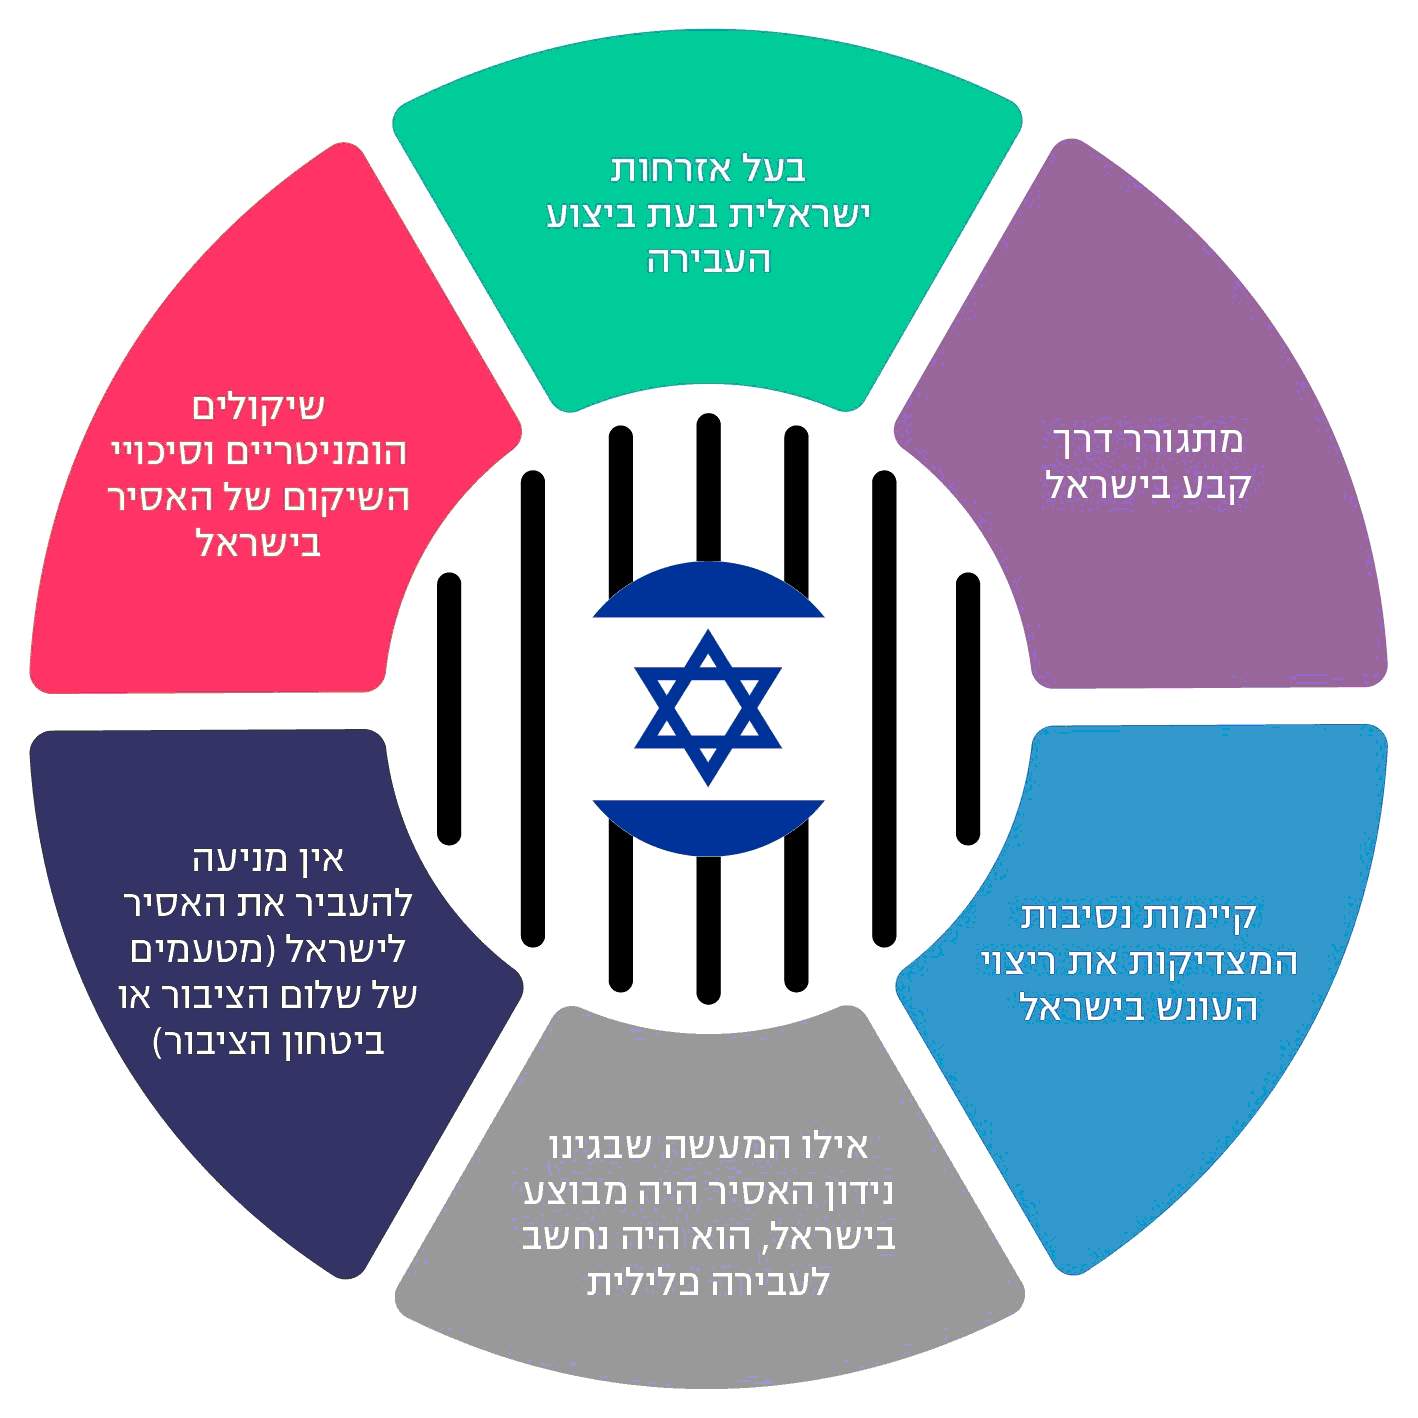 בעל אזרחות
ישראלית בעת ביצוע
העבירה
מתגורר דרך
קבע בישראל
קיימות נסיבות
המצדיקות את ריצוי
העונש בישראל
אילו המעשה שבגינו
נידון האסיר היה מבוצע
בישראל, הוא היה נחשב
לעבירה פלילית
אין מניעה
להעביר את האסיר
לישראל (מטעמים
של שלום הציבור או
ביטחון הציבור)
שיקולים
הומניטריים וסיכויי
השיקום של האסיר
בישראל